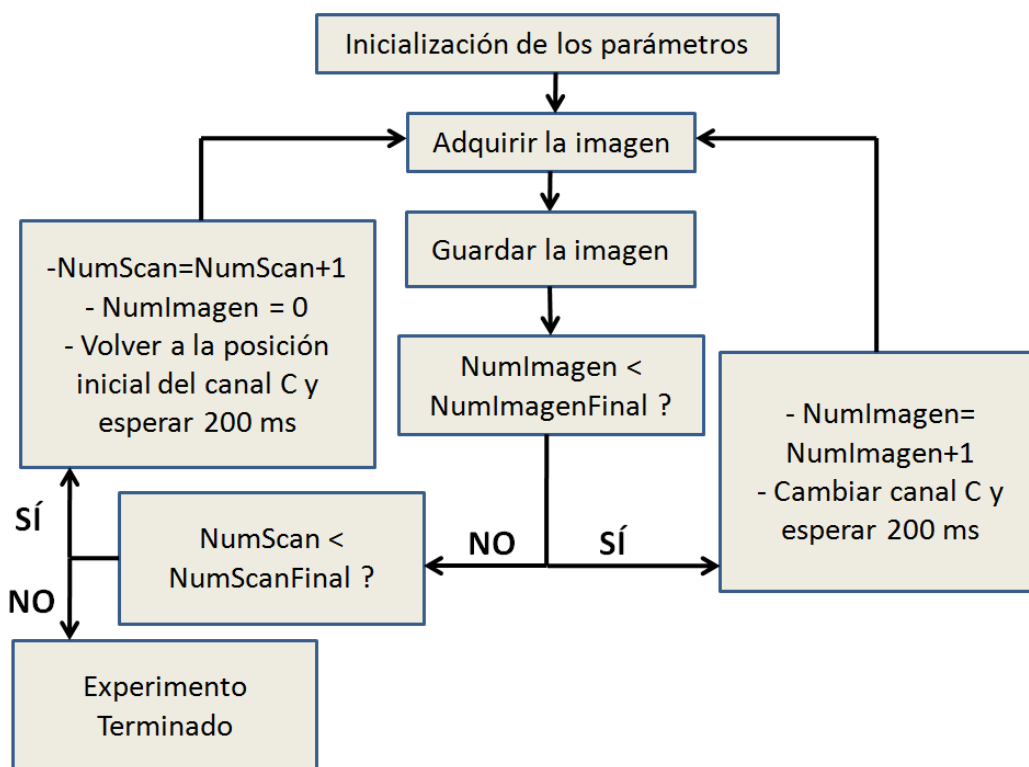 Inicialización de los parámetros
Adquirir la imagen
Guardar la imagen
-NumScan=NumScan+1
- NumImagen = 0
- Volver a la posición
inicial del canal C y
esperar 200 ms
NumImagen <
NumImagenFinal ?
- NumImagen=
NumImagen+1
- Cambiar canal C y
esperar 200 ms
SÍ
NO
NumScan <
NumScanFinal ?
NO
SÍ
Experimento
Terminado